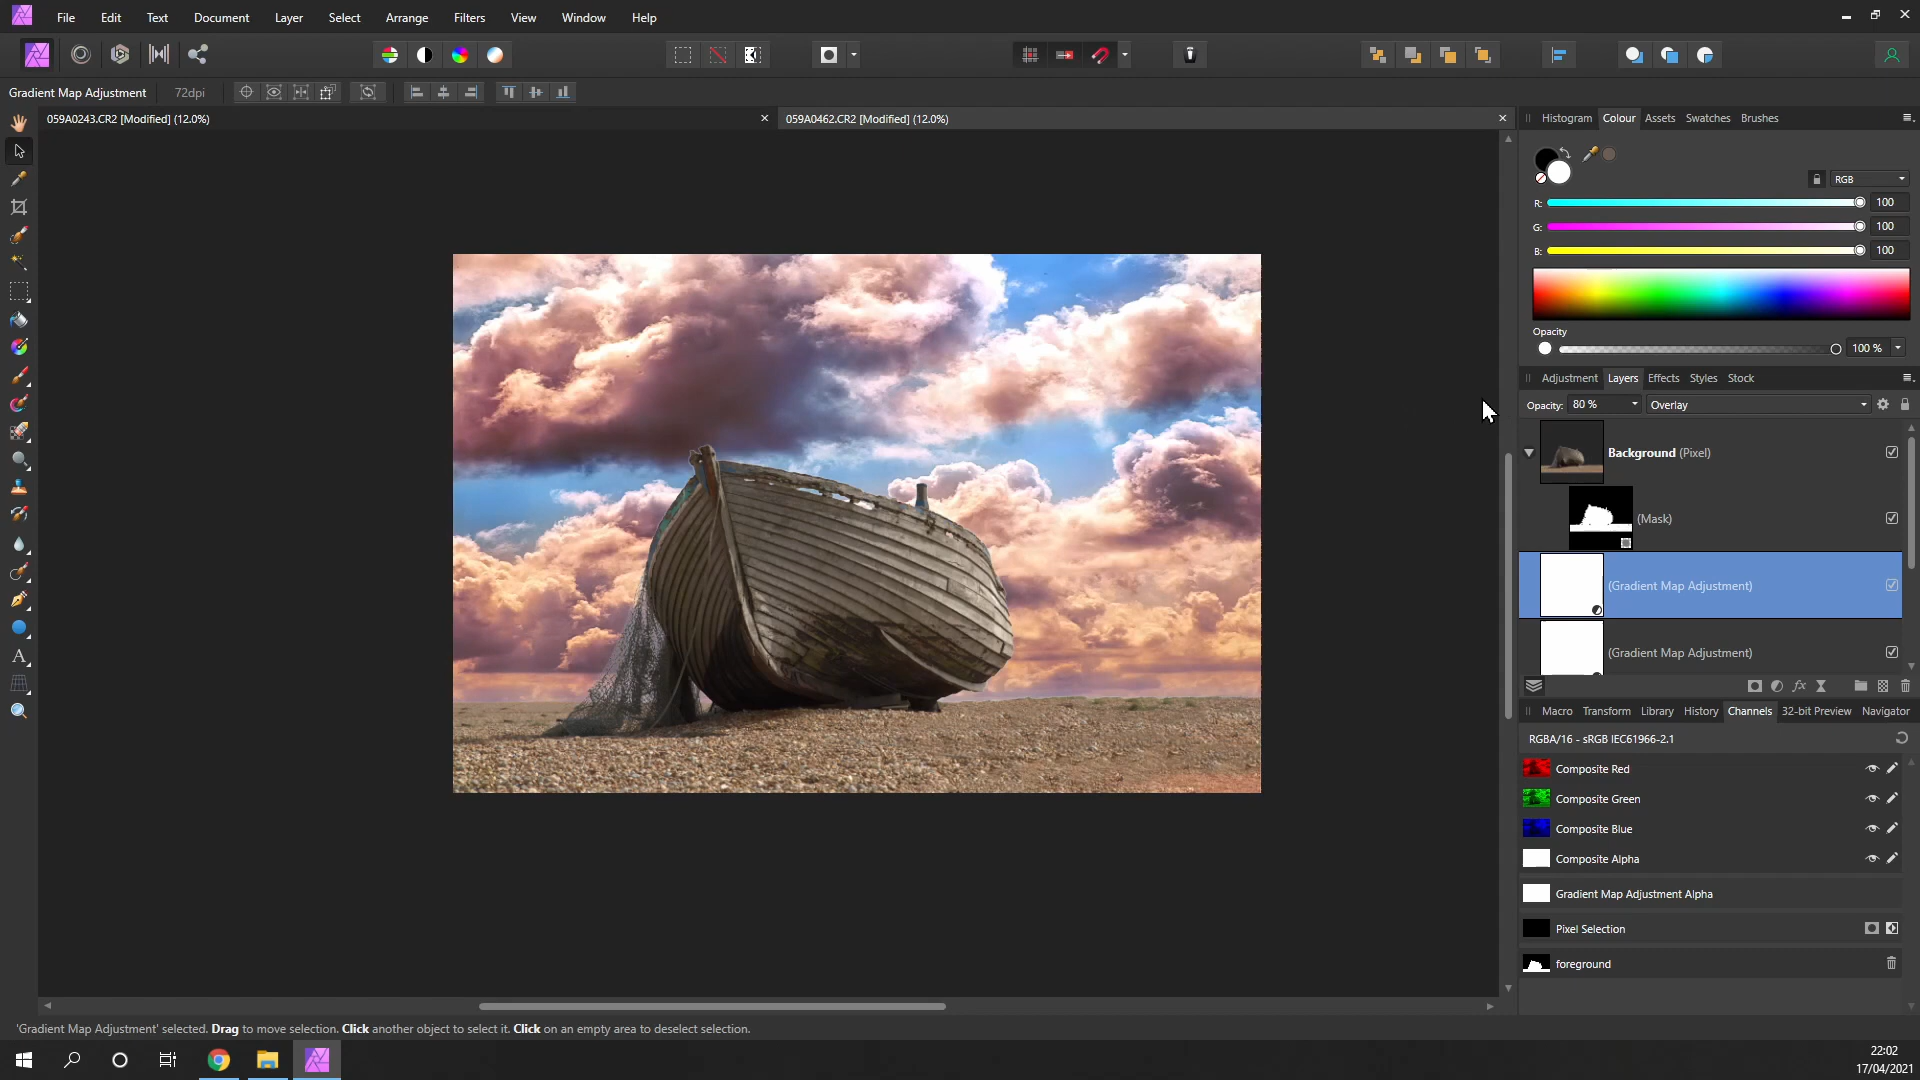 File Edit Text Document Layer Select Arrange Filters View Window Help
Gradient Map Adjustment 72dpi
059A0243.CR2 [Modified] (12.0%) 059A0462.CR2 [Modified] (12.0%)
Histogram Colour Assets Swatches Brushes
RGB
R: 100
G: 100
B: 100
Opacity
100 %
Adjustment Layers Effects Styles Stock
Opacity: 80 % Overlay
Background (Pixel)
(Mask)
(Gradient Map Adjustment)
(Gradient Map Adjustment)
fx
Macro Transform Library History Channels 32-bit Preview Navigator
RGBA/16 - sRGB IEC61966-2.1
Composite Red
Composite Green
Composite Blue
Composite Alpha
Gradient Map Adjustment Alpha
Pixel Selection
foreground
'Gradient Map Adjustment' selected. Drag to move selection. Click another object to select it. Click on an empty area to deselect selection.
22:02
17/04/2021